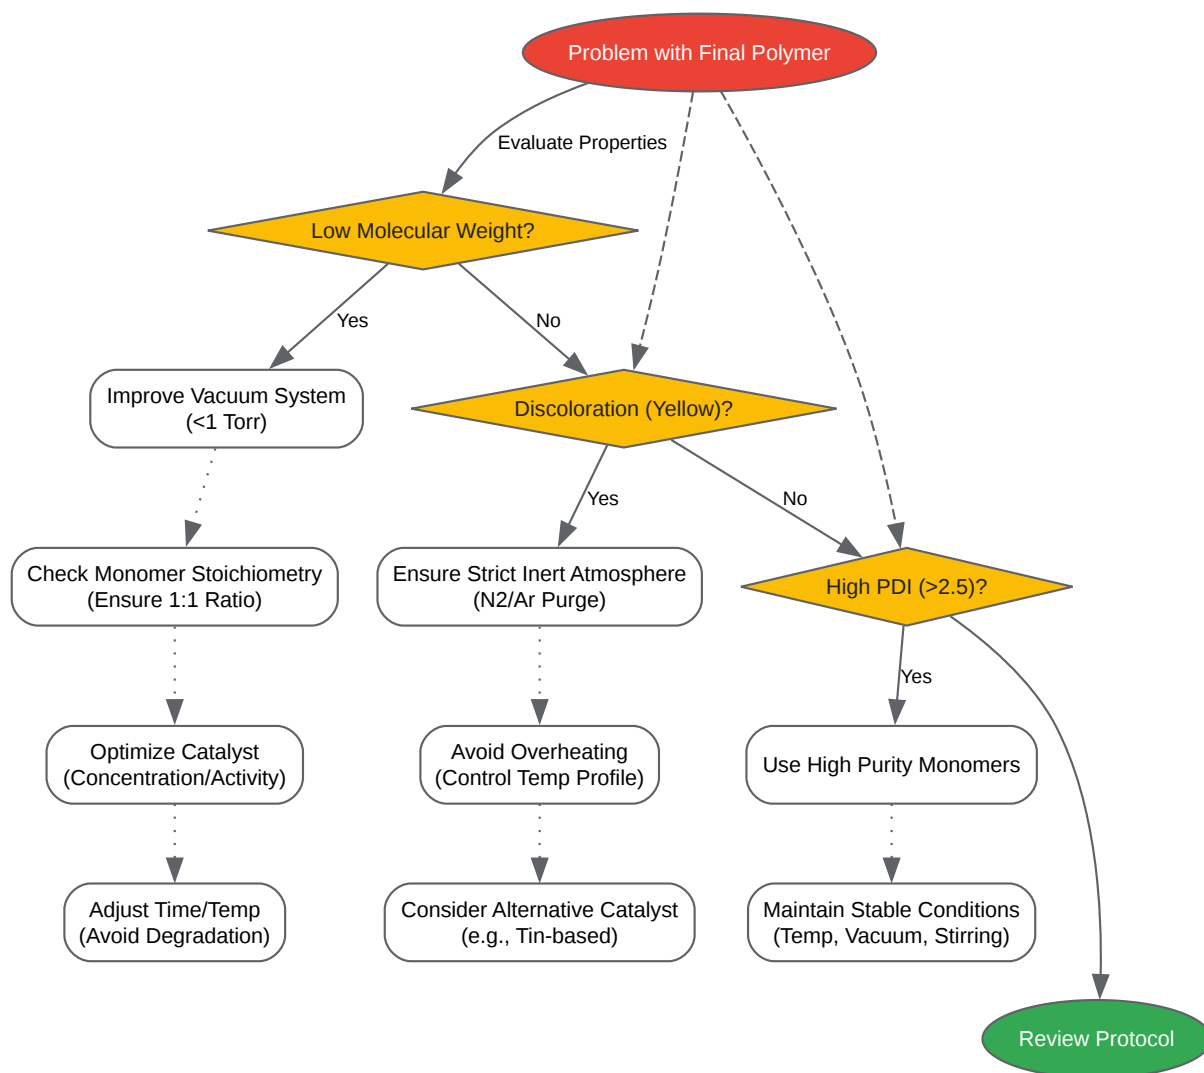 Problem with Final Polymer
Evaluate Properties
Low Molecular Weight?
Yes
No
Improve Vacuum System
(<1 Torr)
Discoloration (Yellow)?
Yes
No
Check Monomer Stoichiometry
(Ensure 1:1 Ratio)
Ensure Strict Inert Atmosphere
(N2/Ar Purge)
High PDI (>2.5)?
Yes
Optimize Catalyst
(Concentration/Activity)
Avoid Overheating
(Control Temp Profile)
Use High Purity Monomers
Adjust Time/Temp
(Avoid Degradation)
Consider Alternative Catalyst
(e.g., Tin-based)
Maintain Stable Conditions
(Temp, Vacuum, Stirring)
Review Protocol